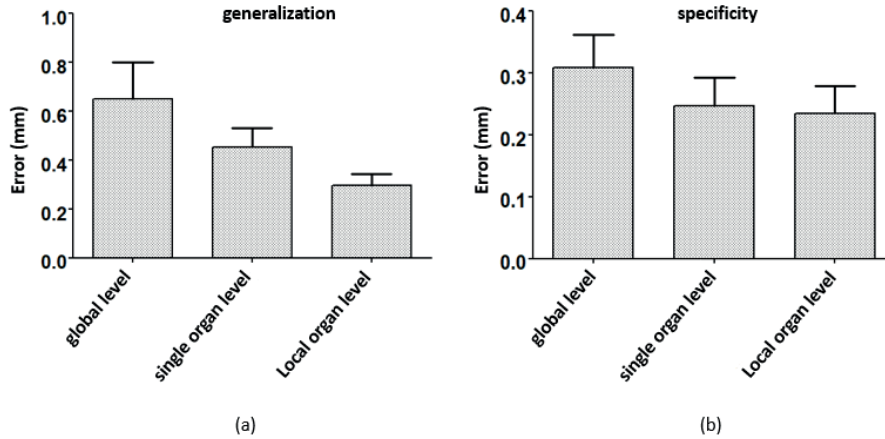 generalization
1.0
0.8
0.6
0.4
0.2
0.0
Error (mm)
global level
single organ level
Local organ level
(a)
specificity
0.4
0.3
0.2
0.1
0.0
Error (mm)
global level
single organ level
Local organ level
(b)